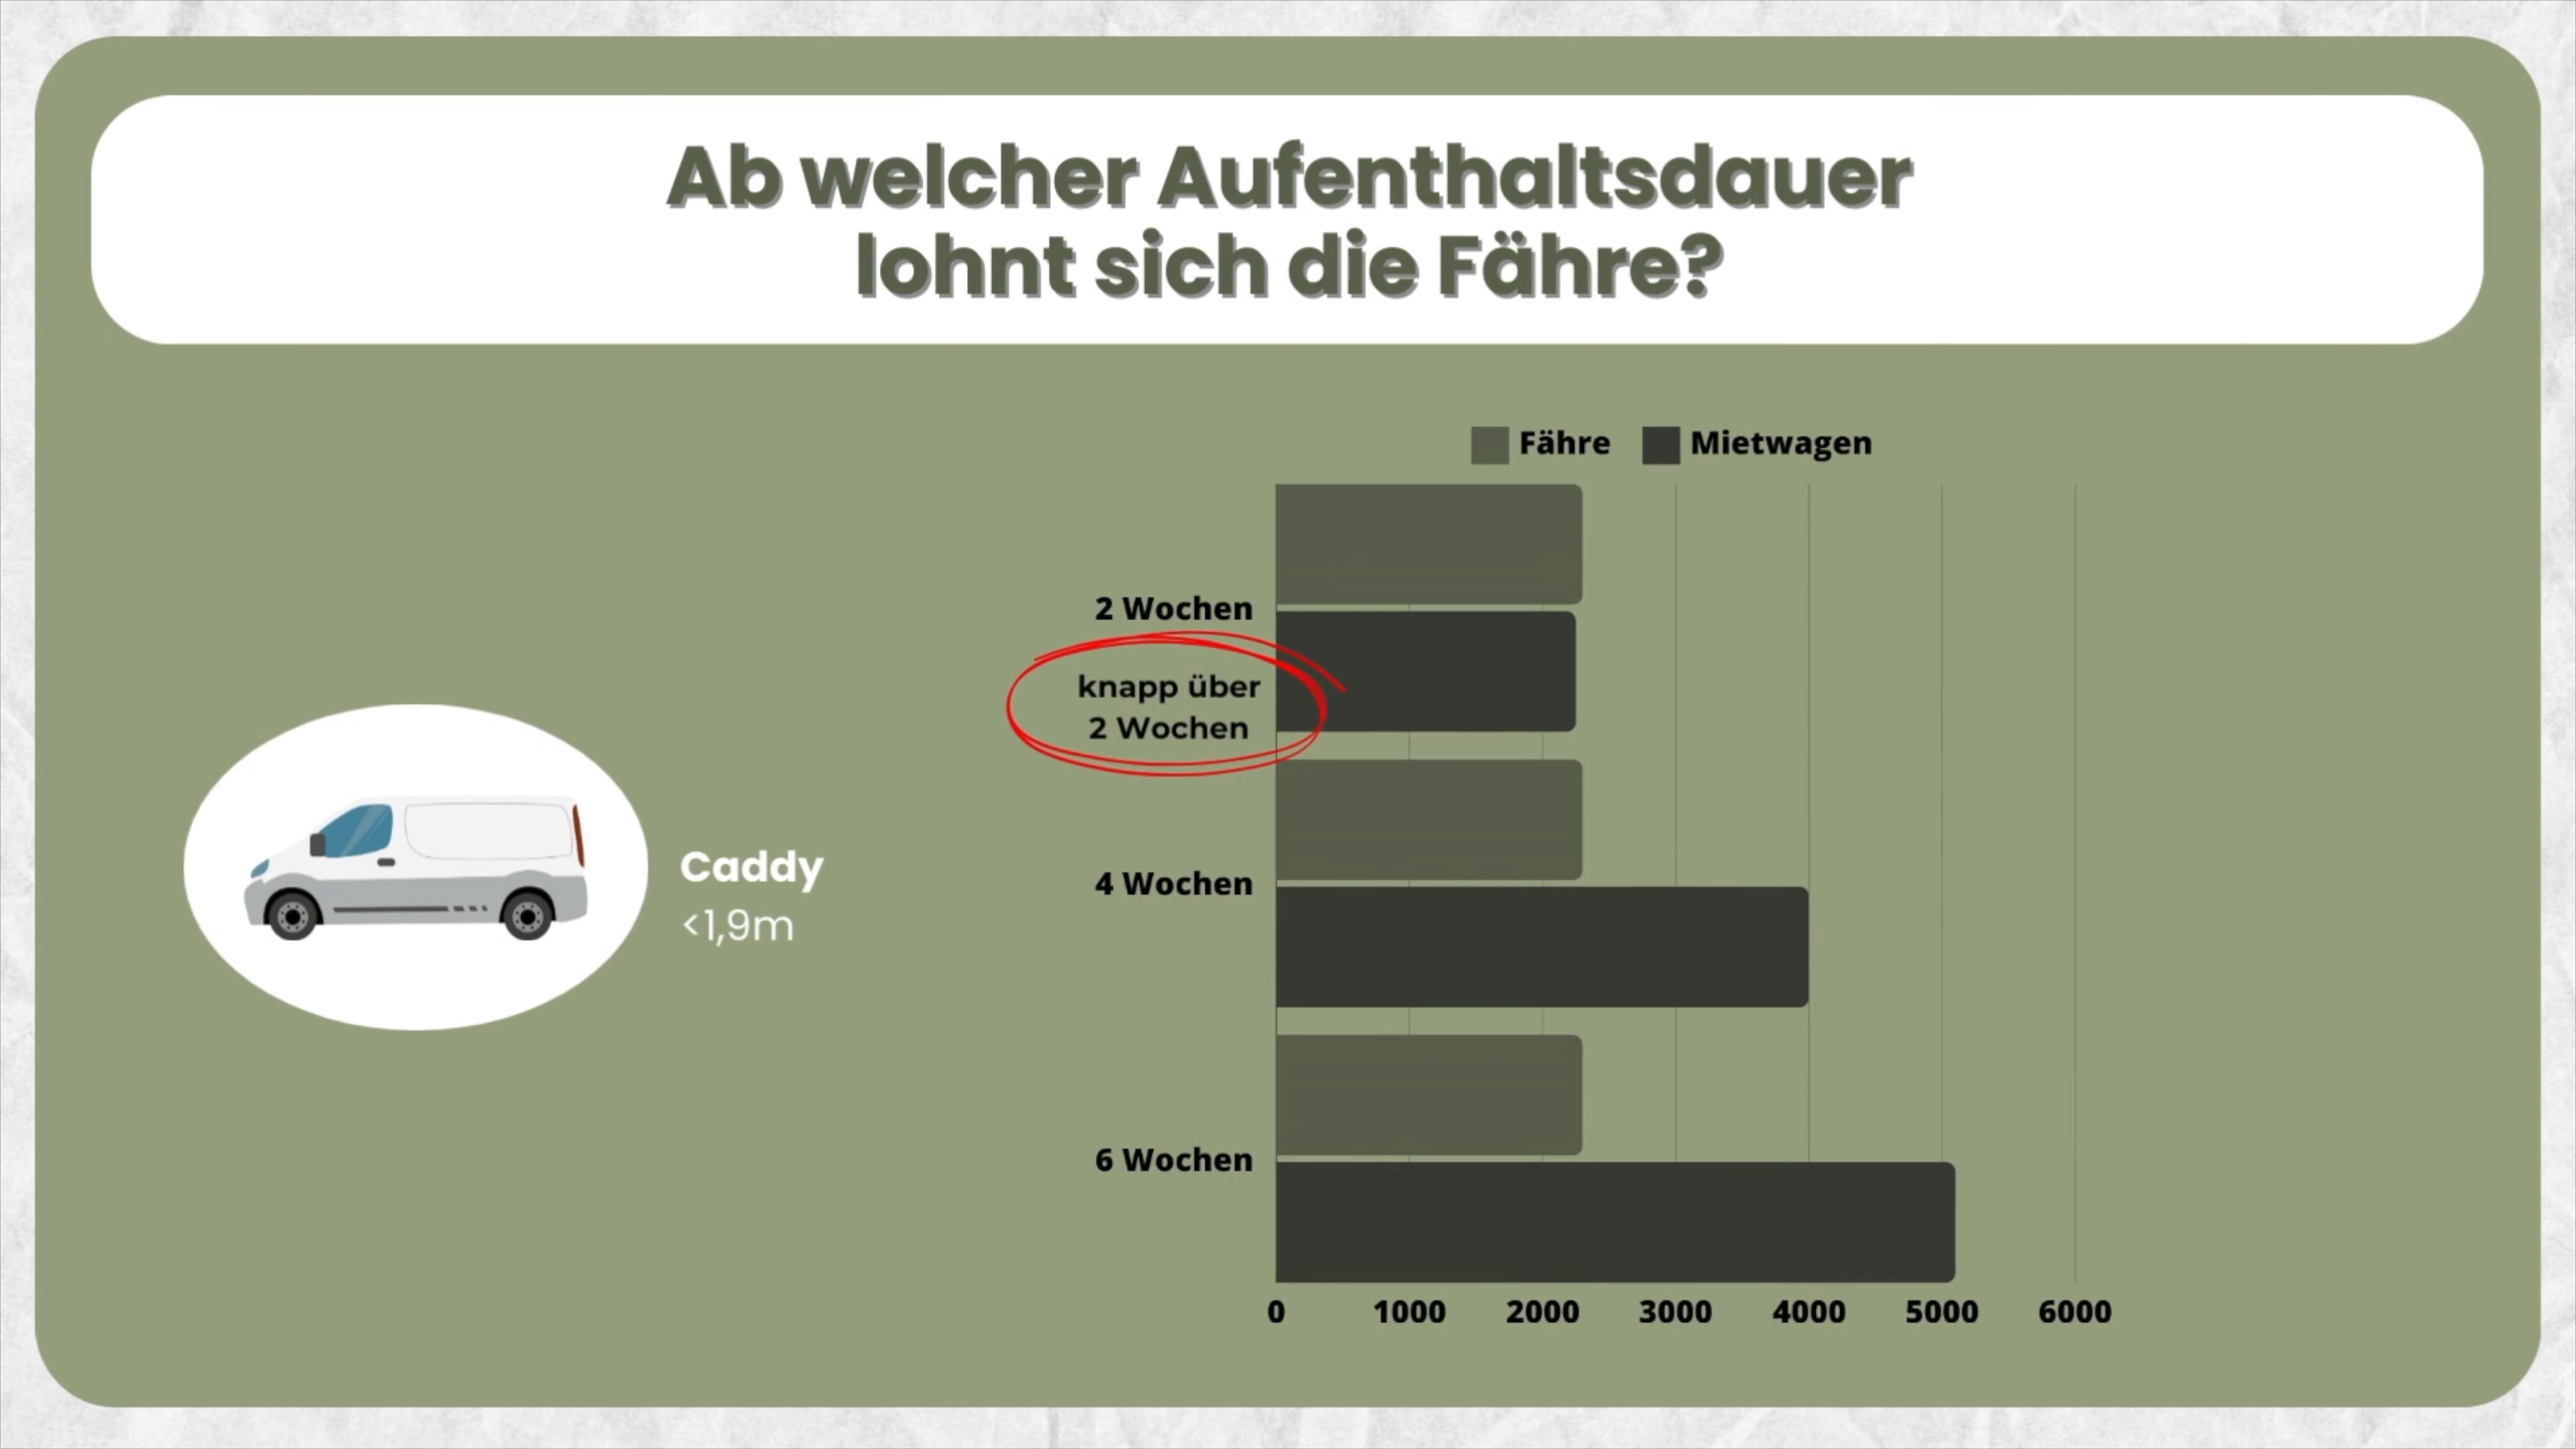 Ab welcher Aufenthaltsdauer
lohnt sich die Fähre?
Fähre Mietwagen
2 Wochen
knapp über
2 Wochen
4 Wochen
6 Wochen
Caddy
<1,9m
0 1000 2000 3000 4000 5000 6000